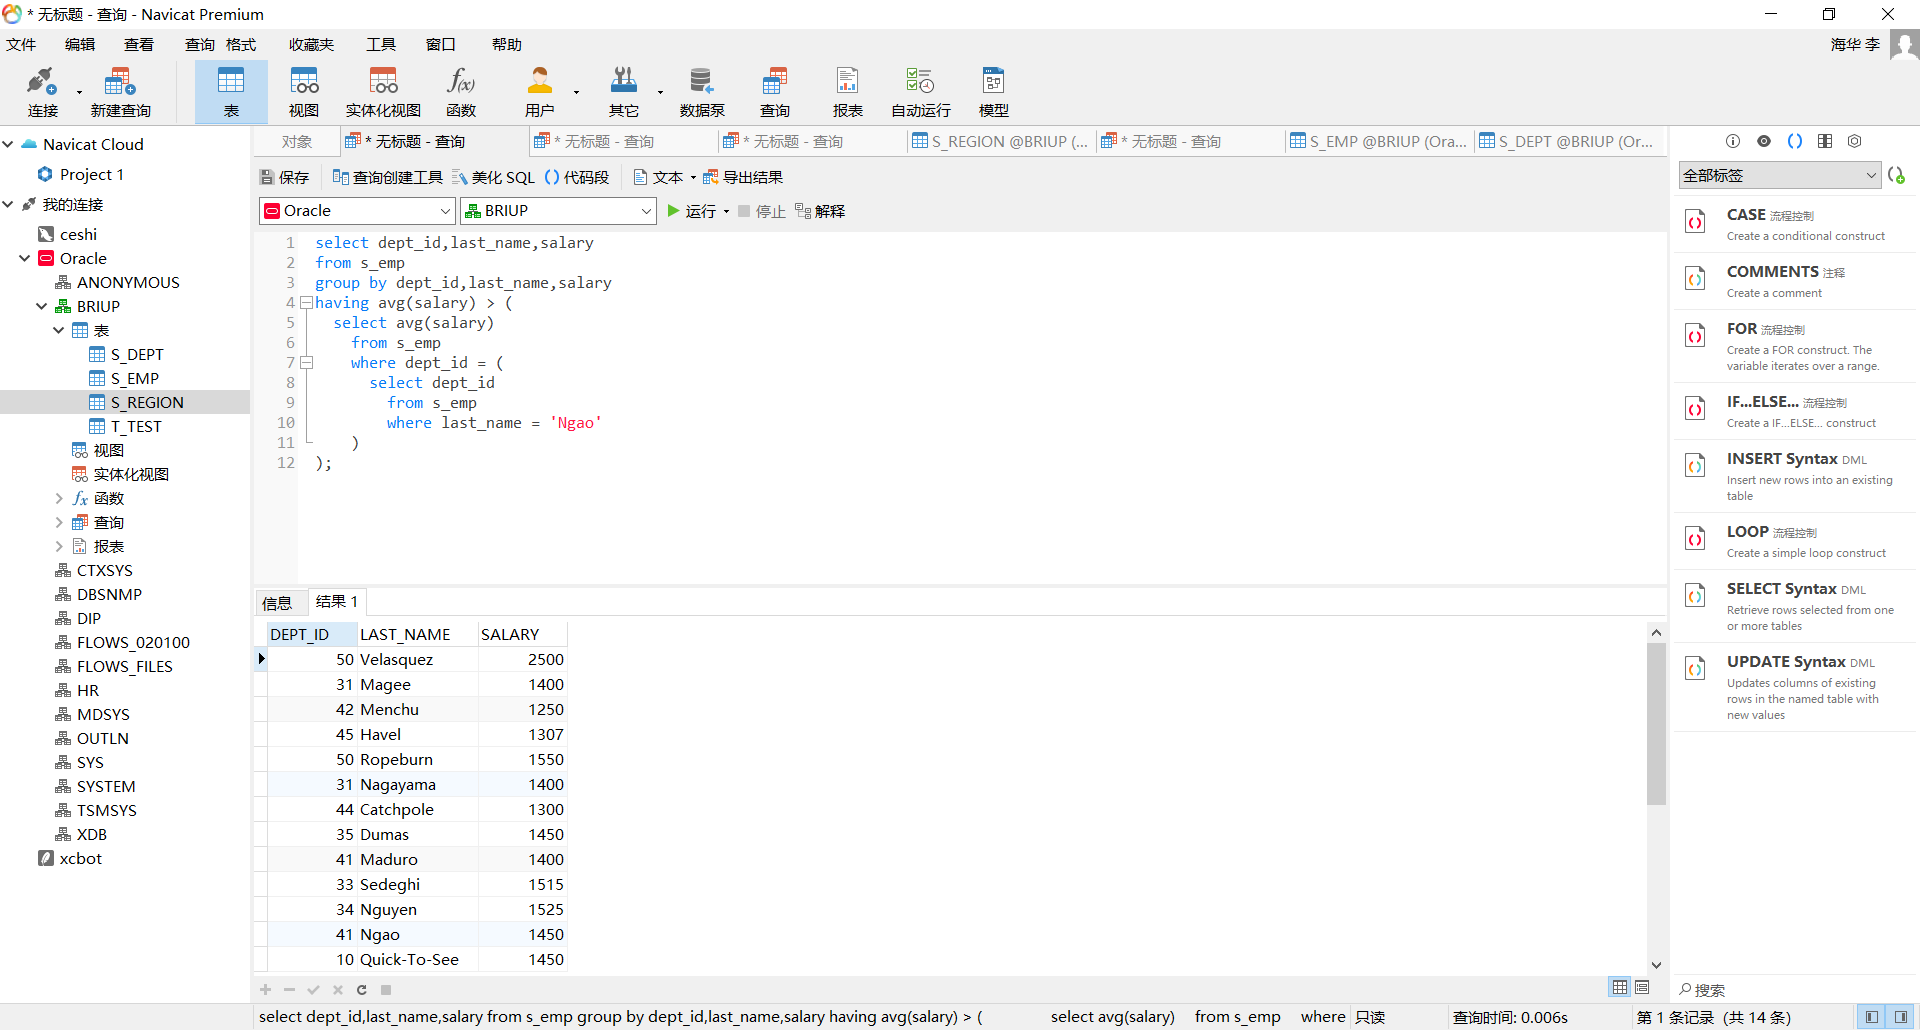 * 无标题 - 查询 - Navicat Premium
文件 编辑 查看 查询 格式 收藏夹 工具 窗口 帮助 海华 李
连接 新建查询 表 视图 实体化视图 函数 用户 其它 数据泵 查询 报表 自动运行 模型
Navicat Cloud
Project 1
我的连接
ceshi
Oracle
ANONYMOUS
BRIUP
表
S_DEPT
S_EMP
S_REGION
T_TEST
视图
实体化视图
函数
查询
报表
CTXSYS
DBSNMP
DIP
FLOWS_020100
FLOWS_FILES
HR
MDSYS
OUTLN
SYS
SYSTEM
TSMSYS
XDB
xcbot
对象 * 无标题 - 查询 * 无标题 - 查询 * 无标题 - 查询 S_REGION @BRIUP (... * 无标题 - 查询 S_EMP @BRIUP (Ora... S_DEPT @BRIUP (Or...
保存 查询创建工具 美化 SQL 代码段 文本 导出结果
Oracle BRIUP 运行 停止 解释
1 select dept_id,last_name,salary
2 from s_emp
3 group by dept_id,last_name,salary
4 having avg(salary) > (
5 select avg(salary)
6 from s_emp
7 where dept_id = (
8 select dept_id
9 from s_emp
10 where last_name = 'Ngao'
11 )
12 );
信息 结果 1
DEPT_ID LAST_NAME SALARY
50 Velasquez 2500
31 Magee 1400
42 Menchu 1250
45 Havel 1307
50 Ropeburn 1550
31 Nagayama 1400
44 Catchpole 1300
35 Dumas 1450
41 Maduro 1400
33 Sedeghi 1515
34 Nguyen 1525
41 Ngao 1450
10 Quick-To-See 1450
全部标签
CASE 流程控制
Create a conditional construct
COMMENTS 注释
Create a comment
FOR 流程控制
Create a FOR construct. The
variable iterates over a range.
IF...ELSE... 流程控制
Create a IF...ELSE... construct
INSERT Syntax DML
Insert new rows into an existing
table
LOOP 流程控制
Create a simple loop construct
SELECT Syntax DML
Retrieve rows selected from one
or more tables
UPDATE Syntax DML
Updates columns of existing
rows in the named table with
new values
搜索
select dept_id,last_name,salary from s_emp group by dept_id,last_name,salary having avg(salary) > ( select avg(salary) from s_emp where 只读 查询时间: 0.006s 第 1 条记录 (共 14 条)